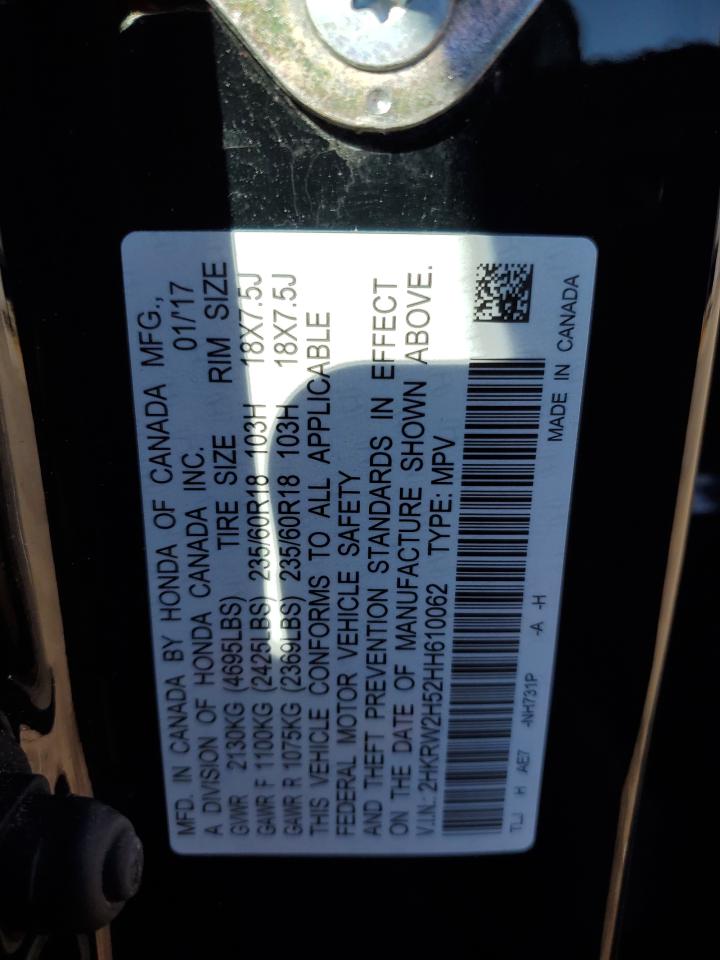 MFD. IN CANADA BY HONDA OF CANADA MFG.,
A DIVISION OF HONDA CANADA INC. 01/'17
GVWR 2130KG (4695LBS) TIRE SIZE RIM SIZE
GAWR F 1100KG (2425LBS) 235/60R18 103H 18X7.5J
GAWR R 1075KG (2369LBS) 235/60R18 103H 18X7.5J
THIS VEHICLE CONFORMS TO ALL APPLICABLE
FEDERAL MOTOR VEHICLE SAFETY
AND THEFT PREVENTION STANDARDS IN EFFECT
ON THE DATE OF MANUFACTURE SHOWN ABOVE.
V.I.N.: 2HKRW2H52HH610062 TYPE: MPV
TLJ H AE7 -NH731P -A -H
MADE IN CANADA